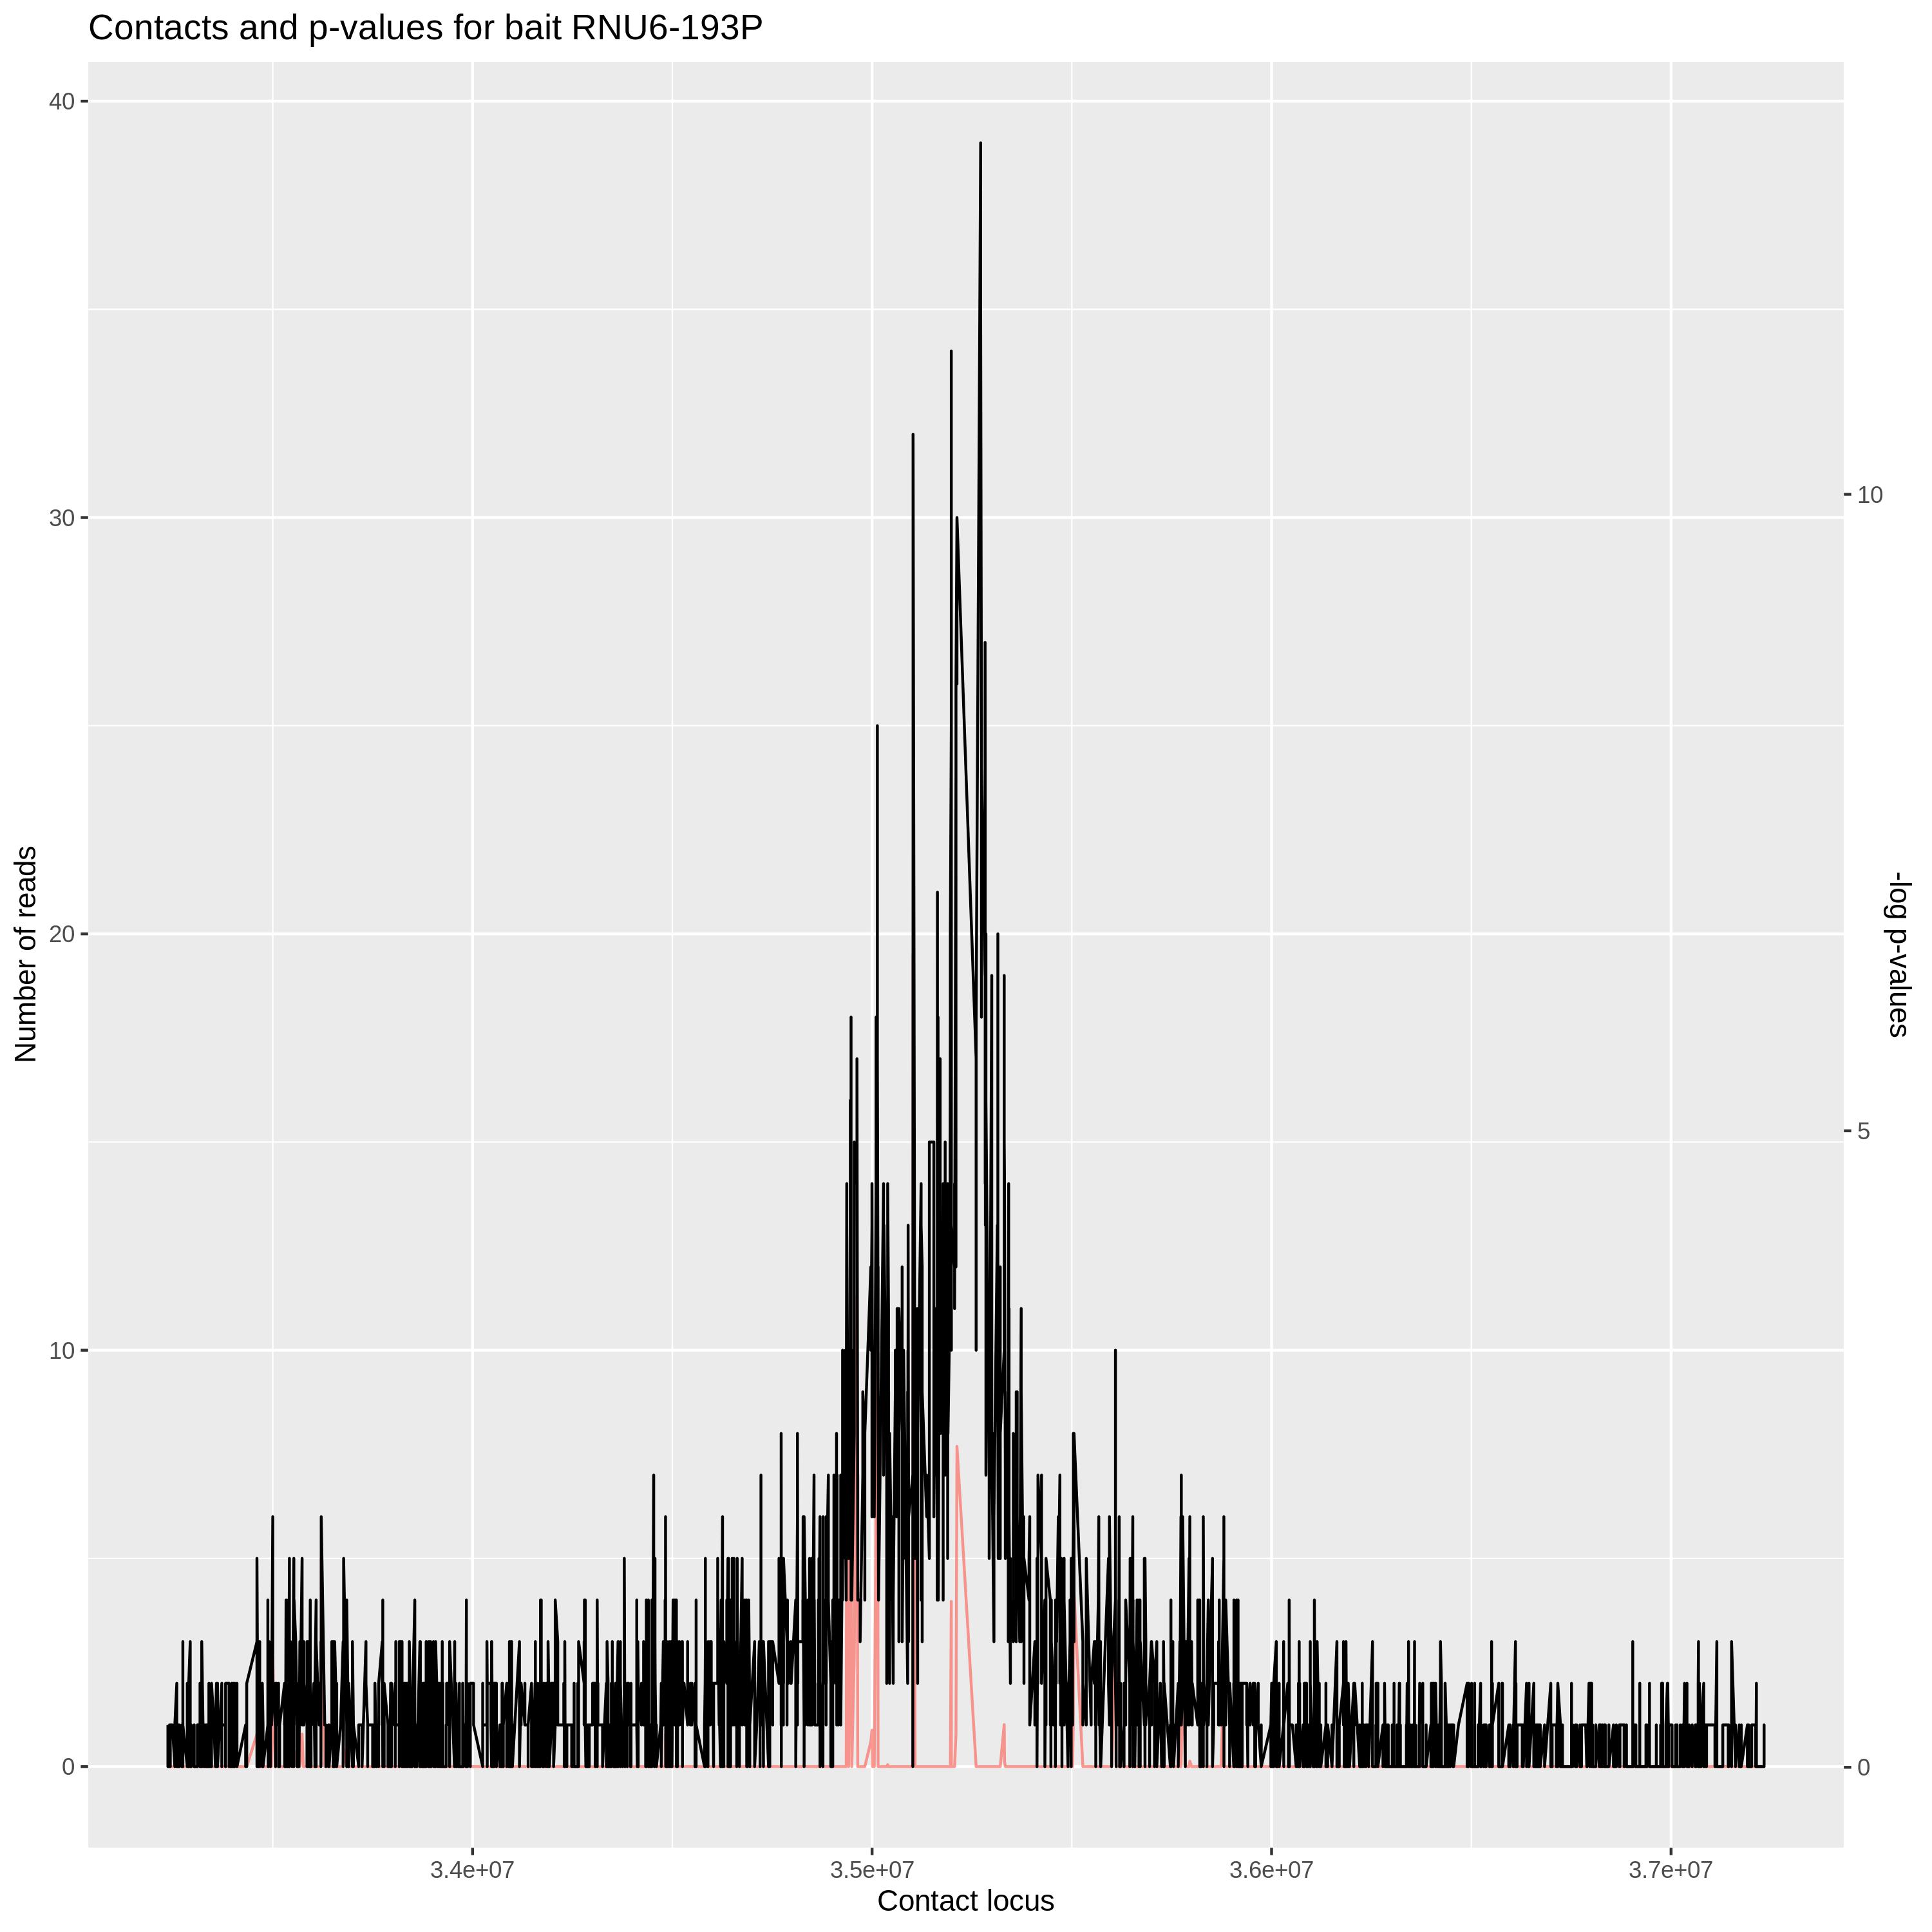 Contacts and p-values for bait RNU6-193P
40
30
20
10
0
Number of reads
10
5
0
-log p-values
3.4e+07
3.5e+07
3.6e+07
3.7e+07
Contact locus